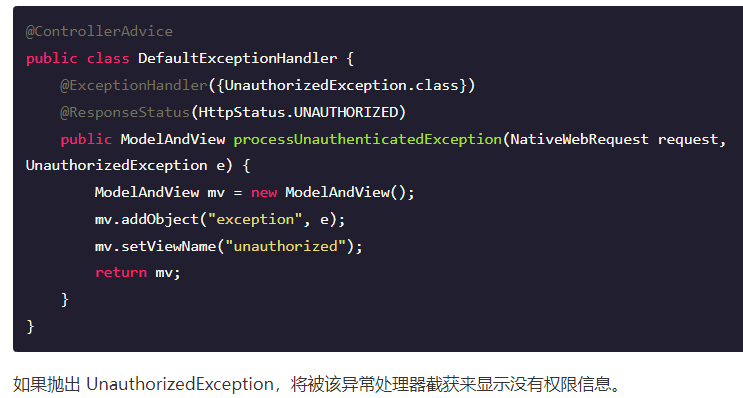 @ControllerAdvice
public class DefaultExceptionHandler {
    @ExceptionHandler({UnauthorizedException.class})
    @ResponseStatus(HttpStatus.UNAUTHORIZED)
    public ModelAndView processUnauthenticatedException(NativeWebRequest request,
UnauthorizedException e) {
        ModelAndView mv = new ModelAndView();
        mv.addObject("exception", e);
        mv.setViewName("unauthorized");
        return mv;
    }
}
如果抛出 UnauthorizedException，将被该异常处理器截获来显示没有权限信息。